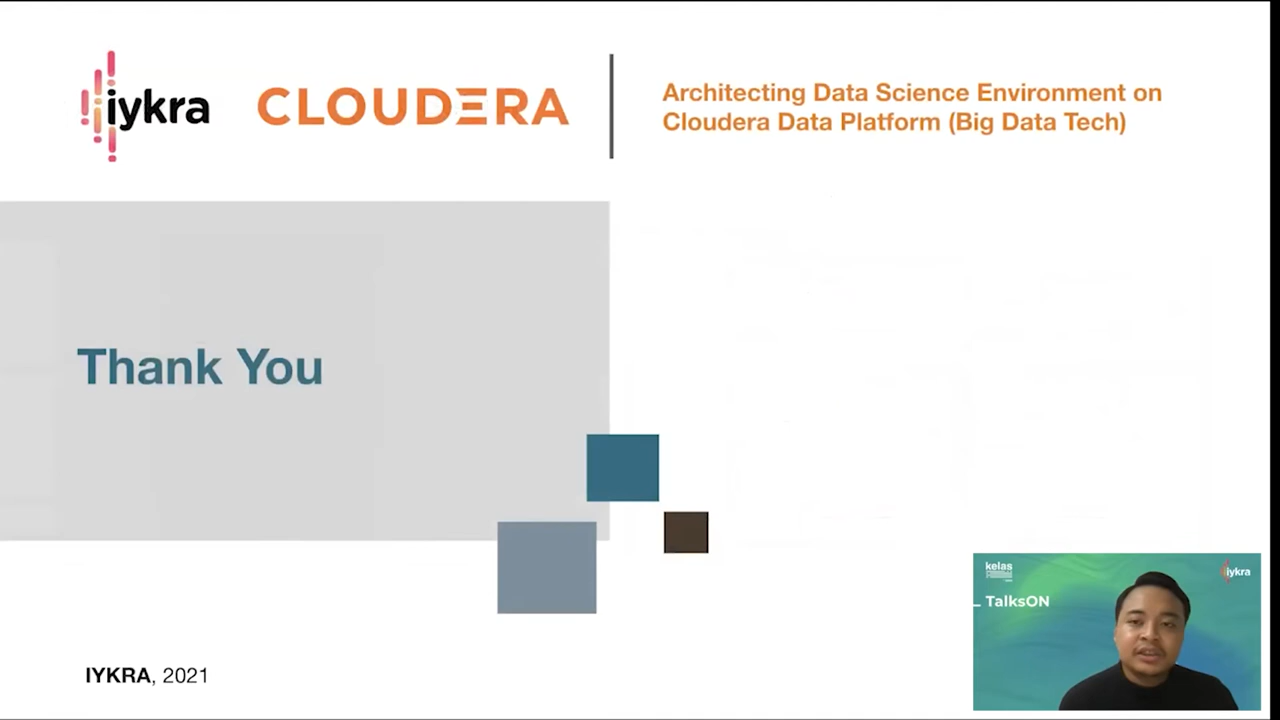 iykra
CLOUDERA
Architecting Data Science Environment on
Cloudera Data Platform (Big Data Tech)
Thank You
kelas
iykra
TalksON
IYKRA, 2021